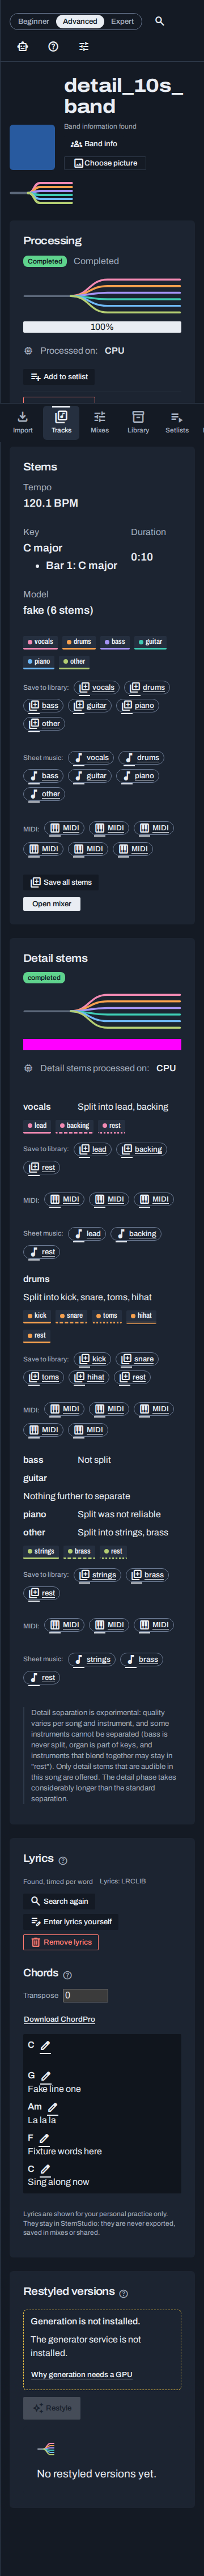 Beginner Advanced Expert
detail_10s_
band
Band information found
Band info
Choose picture
Processing
Completed Completed
100%
Processed on: CPU
Add to setlist
Import Tracks Mixes Library Setlists
Stems
Tempo
120.1 BPM
Key Duration
C major
Bar 1: C major
0:10
Model
fake (6 stems)
vocals drums bass guitar
piano other
Save to library: vocals drums
bass guitar piano
other
Sheet music: vocals drums
bass guitar piano
other
MIDI: MIDI MIDI MIDI
MIDI MIDI MIDI
Save all stems
Open mixer
Detail stems
completed
Detail stems processed on: CPU
vocals Split into lead, backing
lead backing rest
Save to library: lead backing
rest
MIDI: MIDI MIDI MIDI
Sheet music: lead backing
rest
drums
Split into kick, snare, toms, hihat
kick snare toms hihat
rest
Save to library: kick snare
toms hihat rest
MIDI: MIDI MIDI MIDI
MIDI MIDI
bass Not split
guitar
Nothing further to separate
piano Split was not reliable
other Split into strings, brass
strings brass rest
Save to library: strings brass
rest
MIDI: MIDI MIDI MIDI
Sheet music: strings brass
rest
Detail separation is experimental: quality
varies per song and instrument, and some
instruments cannot be separated (bass is
never split, organ is part of keys, and
instruments that blend together may stay in
"rest"). Only detail stems that are audible in
this song are offered. The detail phase takes
considerably longer than the standard
separation.
Lyrics
Found, timed per word Lyrics: LRCLIB
Search again
Enter lyrics yourself
Remove lyrics
Chords
Transpose 0
Download ChordPro
C
G
Fake line one
Am
La la la
F
Fixture words here
C
Sing along now
Lyrics are shown for your personal practice only.
They stay in StemStudio: they are never exported,
saved in mixes or shared.
Restyled versions
Generation is not installed.
The generator service is not
installed.
Why generation needs a GPU
Restyle
No restyled versions yet.